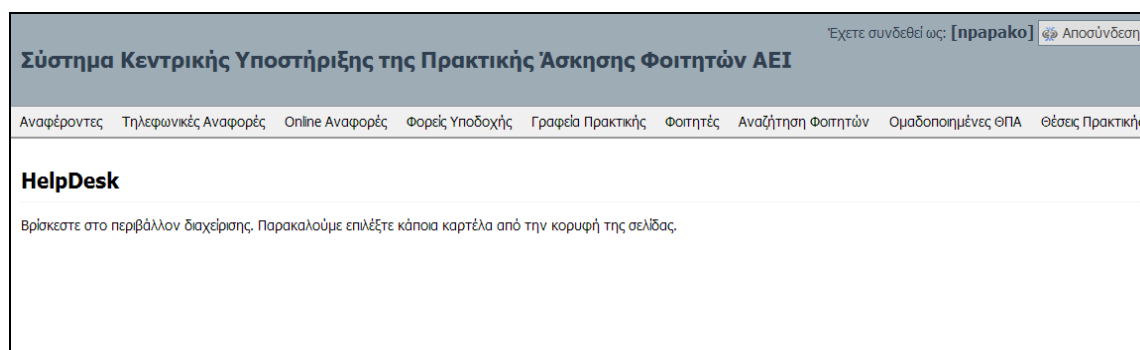 Έχετε συνδεθεί ως: [npapako] Αποσύνδεση
Σύστημα Κεντρικής Υποστήριξης της Πρακτικής Άσκησης Φοιτητών ΑΕΙ
Αναφέροντες Τηλεφωνικές Αναφορές Online Αναφορές Φορείς Υποδοχής Γραφεία Πρακτικής Φοιτητές Αναζήτηση Φοιτητών Ομαδοποιημένες ΘΠΑ Θέσεις Πρακτικής
HelpDesk
Βρίσκεστε στο περιβάλλον διαχείρισης. Παρακαλούμε επιλέξτε κάποια καρτέλα από την κορυφή της σελίδας.